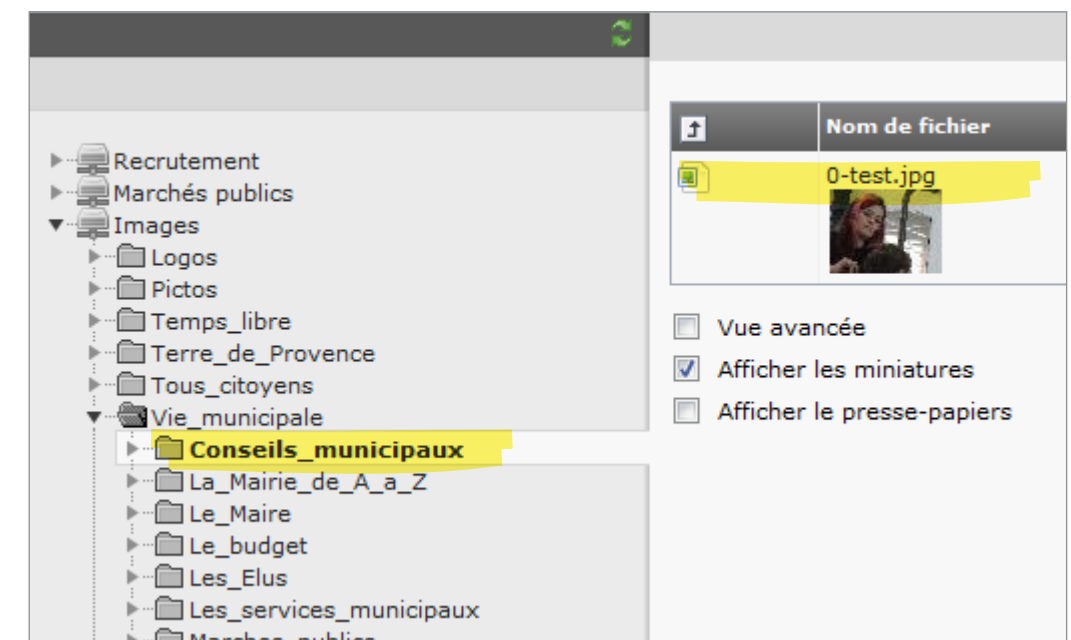 Recrutement
Marchés publics
Images
Logos
Pictos
Temps_libre
Terre_de_Provence
Tous_citoyens
Vie_municipale
Conseils_municipaux
La_Mairie_de_A_a_Z
Le_Maire
Le_budget
Les_Elus
Les_services_municipaux
Marches_publics
Nom de fichier
0-test.jpg
Vue avancée
Afficher les miniatures
Afficher le presse-papiers